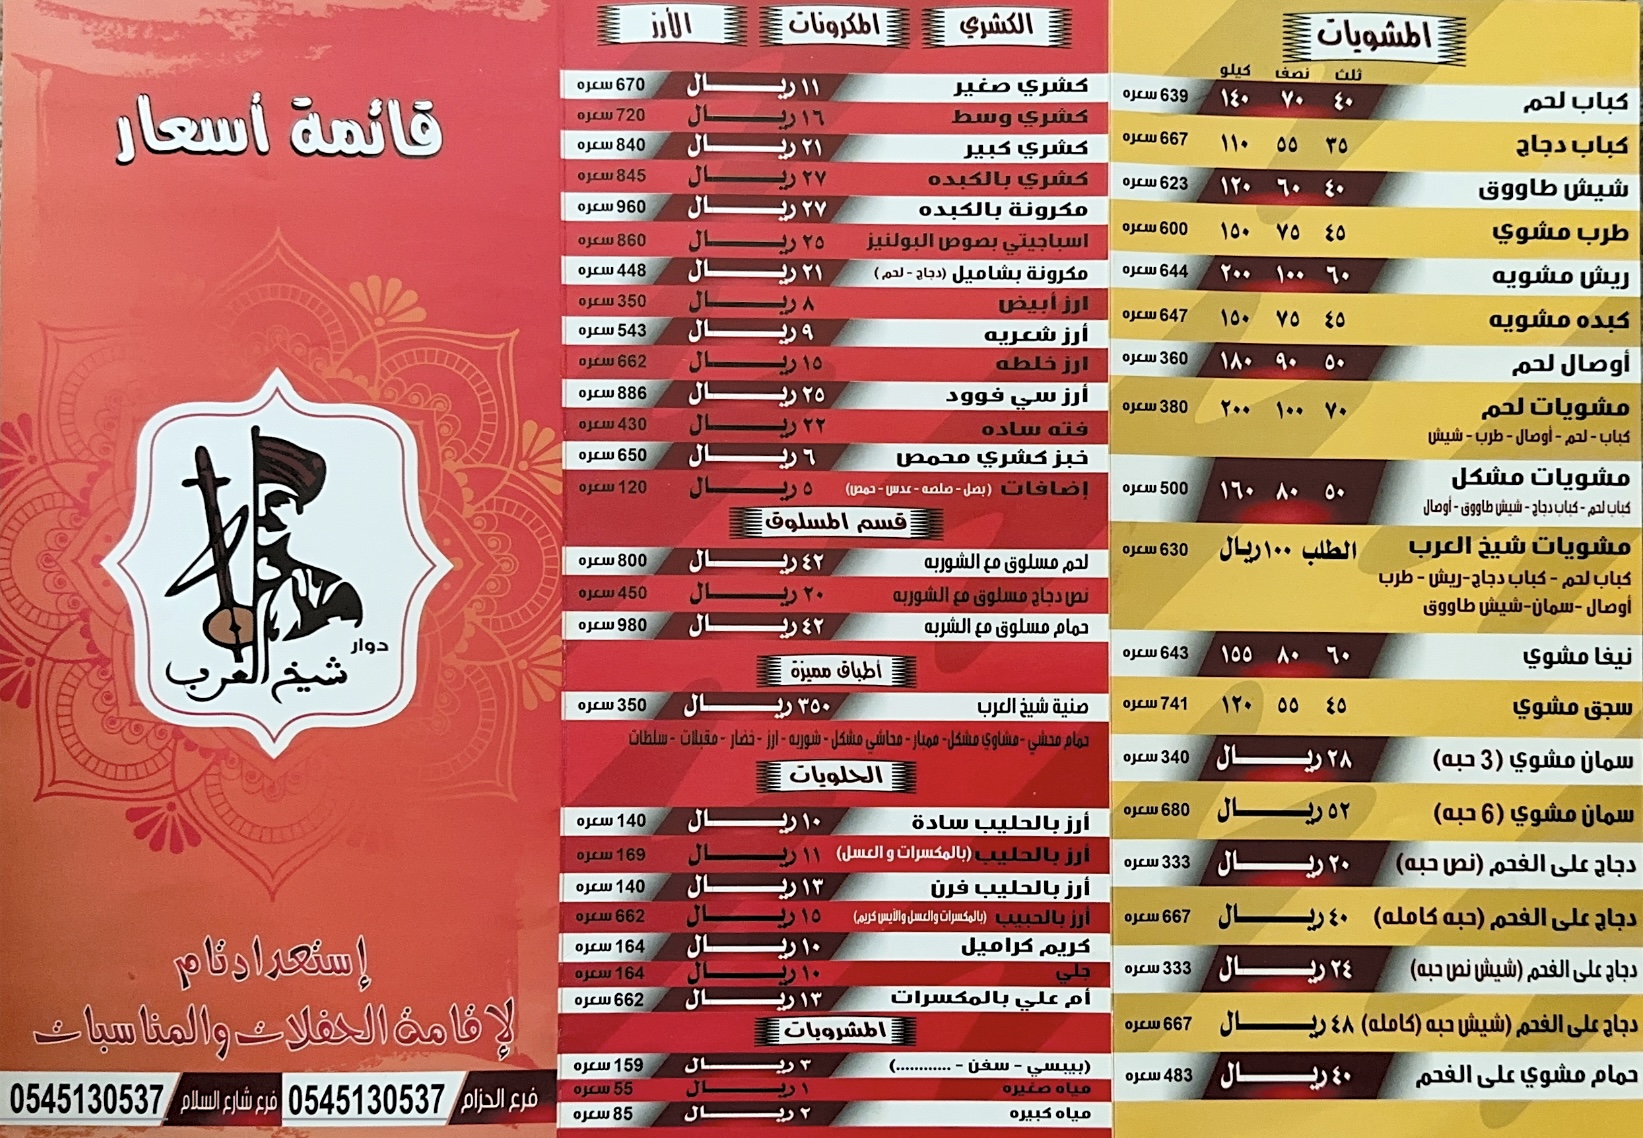 المشويات
ثلث نصف كيلو
كباب لحم ٤٠ ٧٠ ١٤٠ 639 سعره
كباب دجاج ٣٥ ٥٥ ١١٠ 667 سعره
شيش طاووق ٤٠ ٦٠ ١٢٠ 623 سعره
طرب مشوي ٤٥ ٧٥ ١٥٠ 600 سعره
ريش مشويه ٦٠ ١٠٠ ٢٠٠ 644 سعره
كبده مشويه ٤٥ ٧٥ ١٥٠ 647 سعره
أوصال لحم ٥٠ ٩٠ ١٨٠ 360 سعره
مشويات لحم ٧٠ ١٠٠ ٢٠٠ 380 سعره
كباب - لحم - أوصال - طرب - شيش
مشويات مشكل ٥٠ ٨٠ ١٦٠ 500 سعره
كباب لحم - كباب دجاج - شيش طاووق - أوصال
مشويات شيخ العرب الطلب ١٠٠ ريال 630 سعره
كباب لحم - كباب دجاج-ريش - طرب
أوصال -سمان-شيش طاووق
نيفا مشوي ٦٠ ٨٠ ١٥٥ 643 سعره
سجق مشوي ٤٥ ٥٥ ١٢٠ 741 سعره
سمان مشوي (3 حبه) ٢٨ ريال 340 سعره
سمان مشوي (6 حبه) ٥٢ ريال 680 سعره
دجاج على الفحم (نص حبه) ٢٠ ريال 333 سعره
دجاج على الفحم (حبه كامله) ٤٠ ريال 667 سعره
دجاج على الفحم (شيش نص حبه) ٢٤ ريال 333 سعره
دجاج على الفحم (شيش حبه (كامله) ٤٨ ريال 667 سعره
حمام مشوي على الفحم ٤٠ ريال 483 سعره
الكشري المكرونات الأرز
كشري صغير ١١ ريال 670 سعره
كشري وسط ١٦ ريال 720 سعره
كشري كبير ٢١ ريال 840 سعره
كشري بالكبده ٢٧ ريال 845 سعره
مكرونة بالكبده ٢٧ ريال 960 سعره
اسباجيتي بصوص البولنيز ٢٥ ريال 860 سعره
مكرونة بشاميل (دجاج - لحم) ٢١ ريال 448 سعره
ارز أبيض ٨ ريال 350 سعره
أرز شعريه ٩ ريال 543 سعره
ارز خلطه ١٥ ريال 662 سعره
أرز سي فوود ٢٥ ريال 886 سعره
فته ساده ٢٢ ريال 430 سعره
خبز كشري محمص ٦ ريال 650 سعره
إضافات (بصل - صلصه - عدس - حمص) ٥ ريال 120 سعره
قسم المسلوق
لحم مسلوق مع الشوربه ٤٢ ريال 800 سعره
نص دجاج مسلوق مع الشوربه ٢٠ ريال 450 سعره
حمام مسلوق مع الشربه ٤٢ ريال 980 سعره
أطباق مميزة
صنية شيخ العرب ٣٥٠ ريال 350 سعره
حمام محشي -مشاوي مشكل- ممبار - محاشي مشكل - شوربه - ارز - خضار - مقبلات - سلطات
الحلويات
أرز بالحليب سادة ١٠ ريال 140 سعره
أرز بالحليب (بالمكسرات و العسل) ١١ ريال 169 سعره
أرز بالحليب فرن ١٣ ريال 140 سعره
أرز بالحبيب (بالمكسرات والعسل والآيس كريم) ١٥ ريال 662 سعره
كريم كراميل ١٠ ريال 164 سعره
جلي ١٠ ريال 164 سعره
أم علي بالمكسرات ١٣ ريال 662 سعره
المشروبات
(بيبسي - سفن - ............) ٣ ريال 159 سعره
مياه صغيره ١ ريال 55 سعره
مياه كبيره ٢ ريال 85 سعره
قائمة أسعار
دوار
شيخ العرب
إستعداد تام
لإقامة الحفلات والمناسبات
فرع الحزام 0545130537 فرع شارع السلام 0545130537